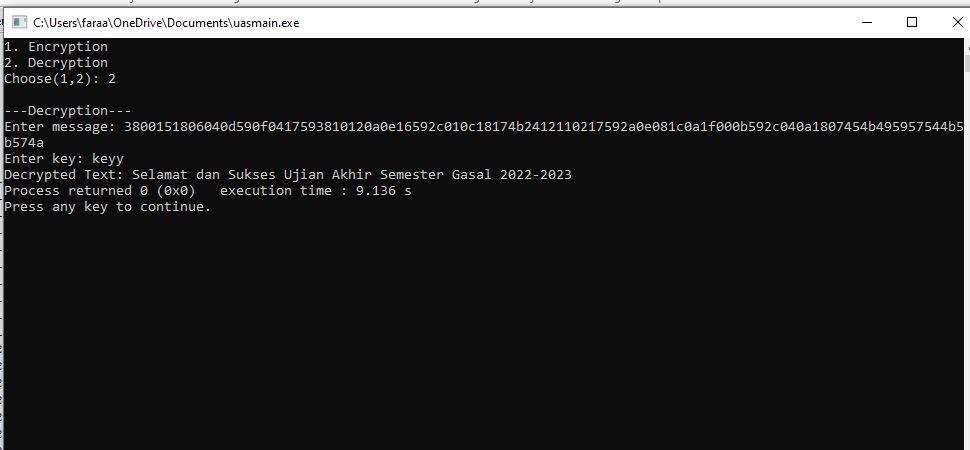 C:\Users\faraa\OneDrive\Documents\uasmain.exe
1. Encryption
2. Decryption
Choose(1,2): 2
---Decryption---
Enter message: 3800151806040d590f0417593810120a0e16592c010c18174b2412110217592a0e081c0a1f000b592c040a1807454b495957544b5
b574a
Enter key: keyy
Decrypted Text: Selamat dan Sukses Ujian Akhir Semester Gasal 2022-2023
Process returned 0 (0x0)   execution time : 9.136 s
Press any key to continue.